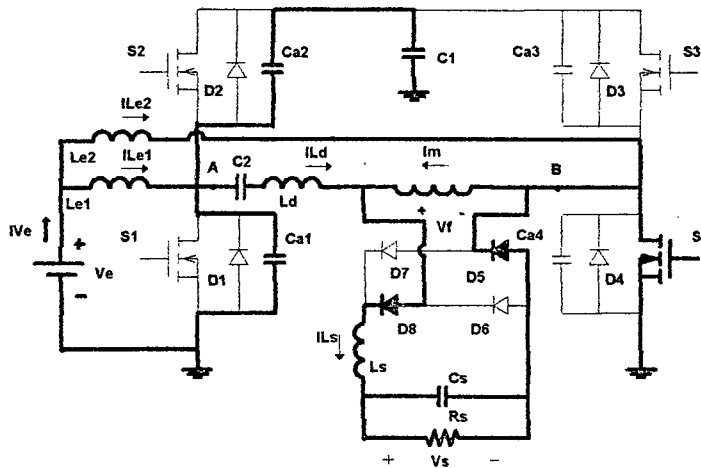 S2
Ca2
C1
Ca3
S3
D2
D3
ILe2
Le2
ILe1
A
C2
ILd
Im
B
Le1
Ld
IVe
S1
Ca1
+
-
Vf
Ca4
S
+
Ve
-
D1
D7
D5
D4
D8
D6
ILs
Ls
Cs
Rs
+
Vs
-